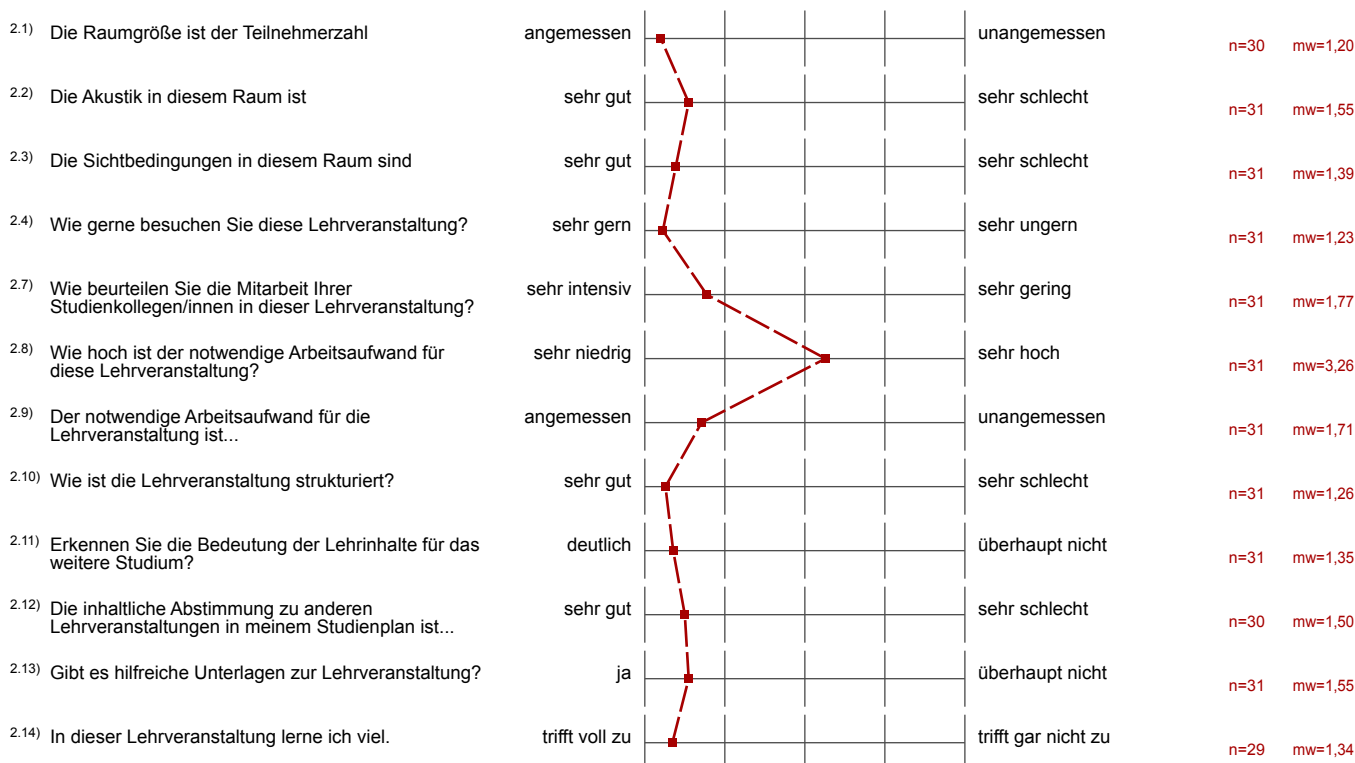 2.1) Die Raumgröße ist der Teilnehmerzahl angemessen unangemessen n=30 mw=1,20
2.2) Die Akustik in diesem Raum ist sehr gut sehr schlecht n=31 mw=1,55
2.3) Die Sichtbedingungen in diesem Raum sind sehr gut sehr schlecht n=31 mw=1,39
2.4) Wie gerne besuchen Sie diese Lehrveranstaltung? sehr gern sehr ungern n=31 mw=1,23
2.7) Wie beurteilen Sie die Mitarbeit Ihrer sehr intensiv sehr gering n=31 mw=1,77
Studienkollegen/innen in dieser Lehrveranstaltung?
2.8) Wie hoch ist der notwendige Arbeitsaufwand für sehr niedrig sehr hoch n=31 mw=3,26
diese Lehrveranstaltung?
2.9) Der notwendige Arbeitsaufwand für die angemessen unangemessen n=31 mw=1,71
Lehrveranstaltung ist...
2.10) Wie ist die Lehrveranstaltung strukturiert? sehr gut sehr schlecht n=31 mw=1,26
2.11) Erkennen Sie die Bedeutung der Lehrinhalte für das deutlich überhaupt nicht n=31 mw=1,35
weitere Studium?
2.12) Die inhaltliche Abstimmung zu anderen sehr gut sehr schlecht n=30 mw=1,50
Lehrveranstaltungen in meinem Studienplan ist...
2.13) Gibt es hilfreiche Unterlagen zur Lehrveranstaltung? ja überhaupt nicht n=31 mw=1,55
2.14) In dieser Lehrveranstaltung lerne ich viel. trifft voll zu trifft gar nicht zu n=29 mw=1,34